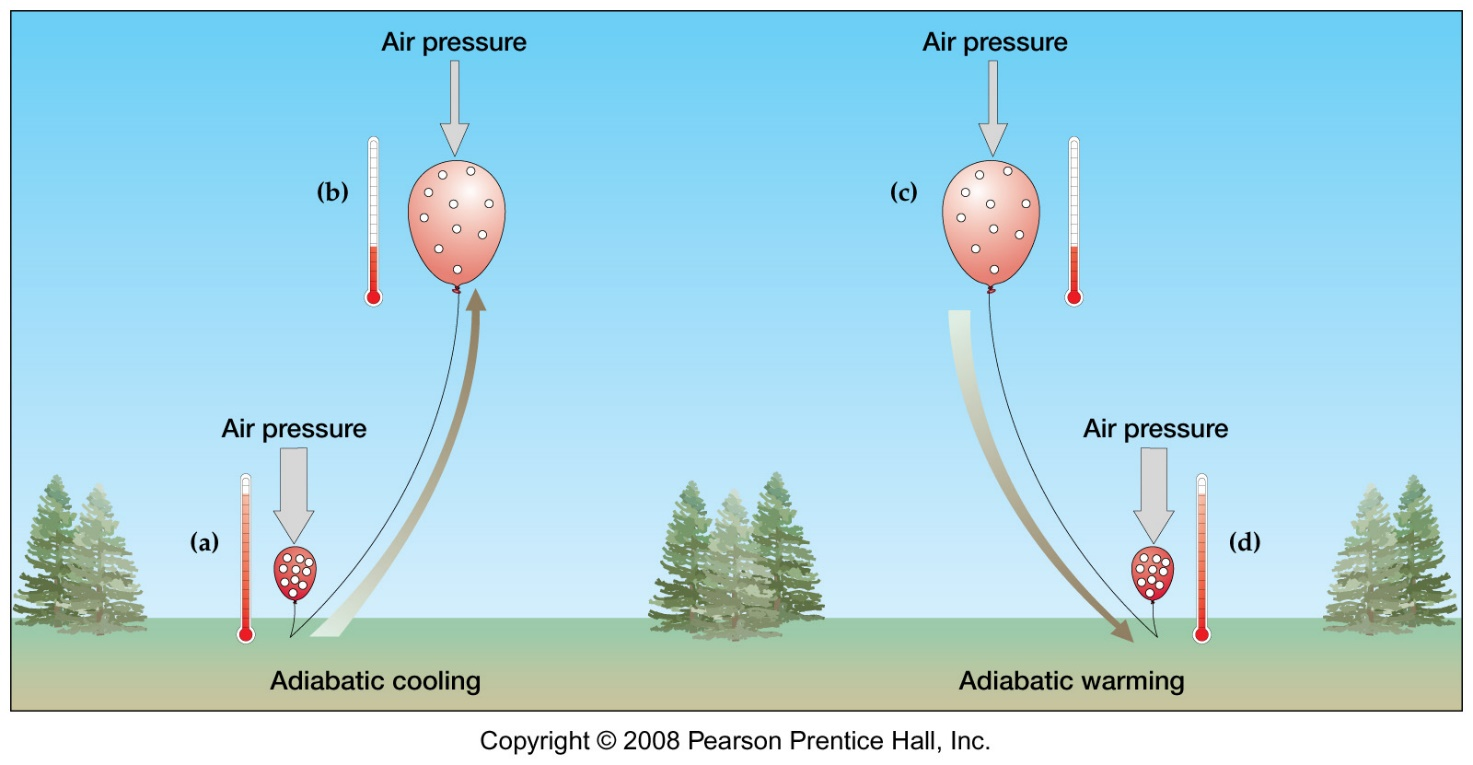 Air pressure
Air pressure
(b)
(c)
Air pressure
Air pressure
(a)
(d)
Adiabatic cooling
Adiabatic warming
Copyright © 2008 Pearson Prentice Hall, Inc.